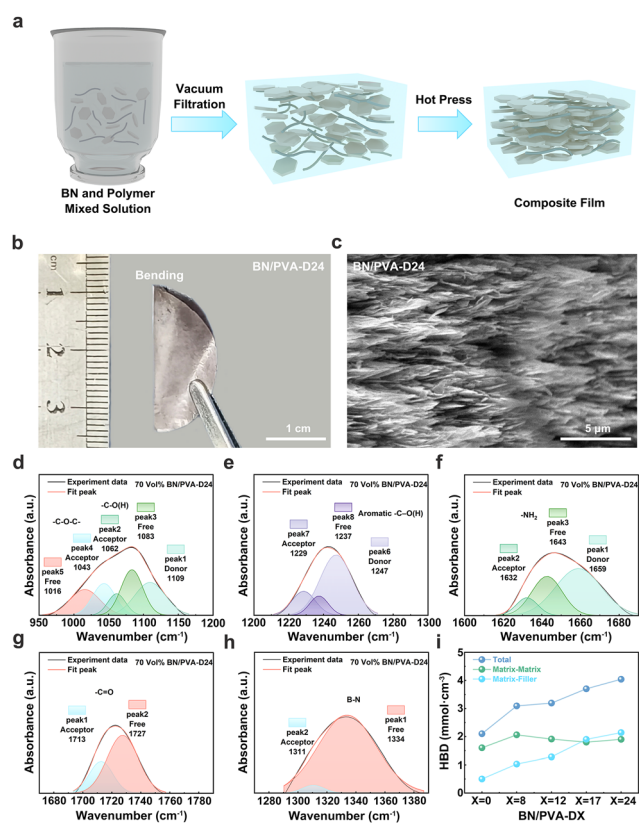 a
Vacuum
Filtration
Hot Press
BN and Polymer
Mixed Solution
Composite Film
b
BN/PVA-D24
Bending
cm
1
2
3
1 cm
c
BN/PVA-D24
5 μm
d
Experiment data
Fit peak
70 Vol% BN/PVA-D24
-C-O-C-
-C-O(H)
peak3
Free
1083
peak2
Acceptor
1062
peak4
Acceptor
1043
peak5
Free
1016
peak1
Donor
1109
Absorbance (a.u.)
950 1000 1050 1100 1150 1200
Wavenumber (cm-1)
e
Experiment data
Fit peak
70 Vol% BN/PVA-D24
Aromatic -C–O(H)
peak8
Free
1237
peak7
Acceptor
1229
peak6
Donor
1247
Absorbance (a.u.)
1200 1220 1240 1260 1280 1300
Wavenumber (cm-1)
f
Experiment data
Fit peak
70 Vol% BN/PVA-D24
-NH2
peak3
Free
1643
peak2
Acceptor
1632
peak1
Donor
1659
Absorbance (a.u.)
1600 1620 1640 1660 1680
Wavenumber (cm-1)
g
Experiment data
Fit peak
70 Vol% BN/PVA-D24
-C=O
peak1
Acceptor
1713
peak2
Free
1727
Absorbance (a.u.)
1680 1700 1720 1740 1760 1780
Wavenumber (cm-1)
h
Experiment data
Fit peak
70 Vol% BN/PVA-D24
B-N
peak2
Acceptor
1311
peak1
Free
1334
Absorbance (a.u.)
1280 1300 1320 1340 1360 1380
Wavenumber (cm-1)
i
Total
Matrix-Matrix
Matrix-Filler
HBD (mmol·cm-3)
5
4
3
2
1
0
X=0 X=8 X=12 X=17 X=24
BN/PVA-DX